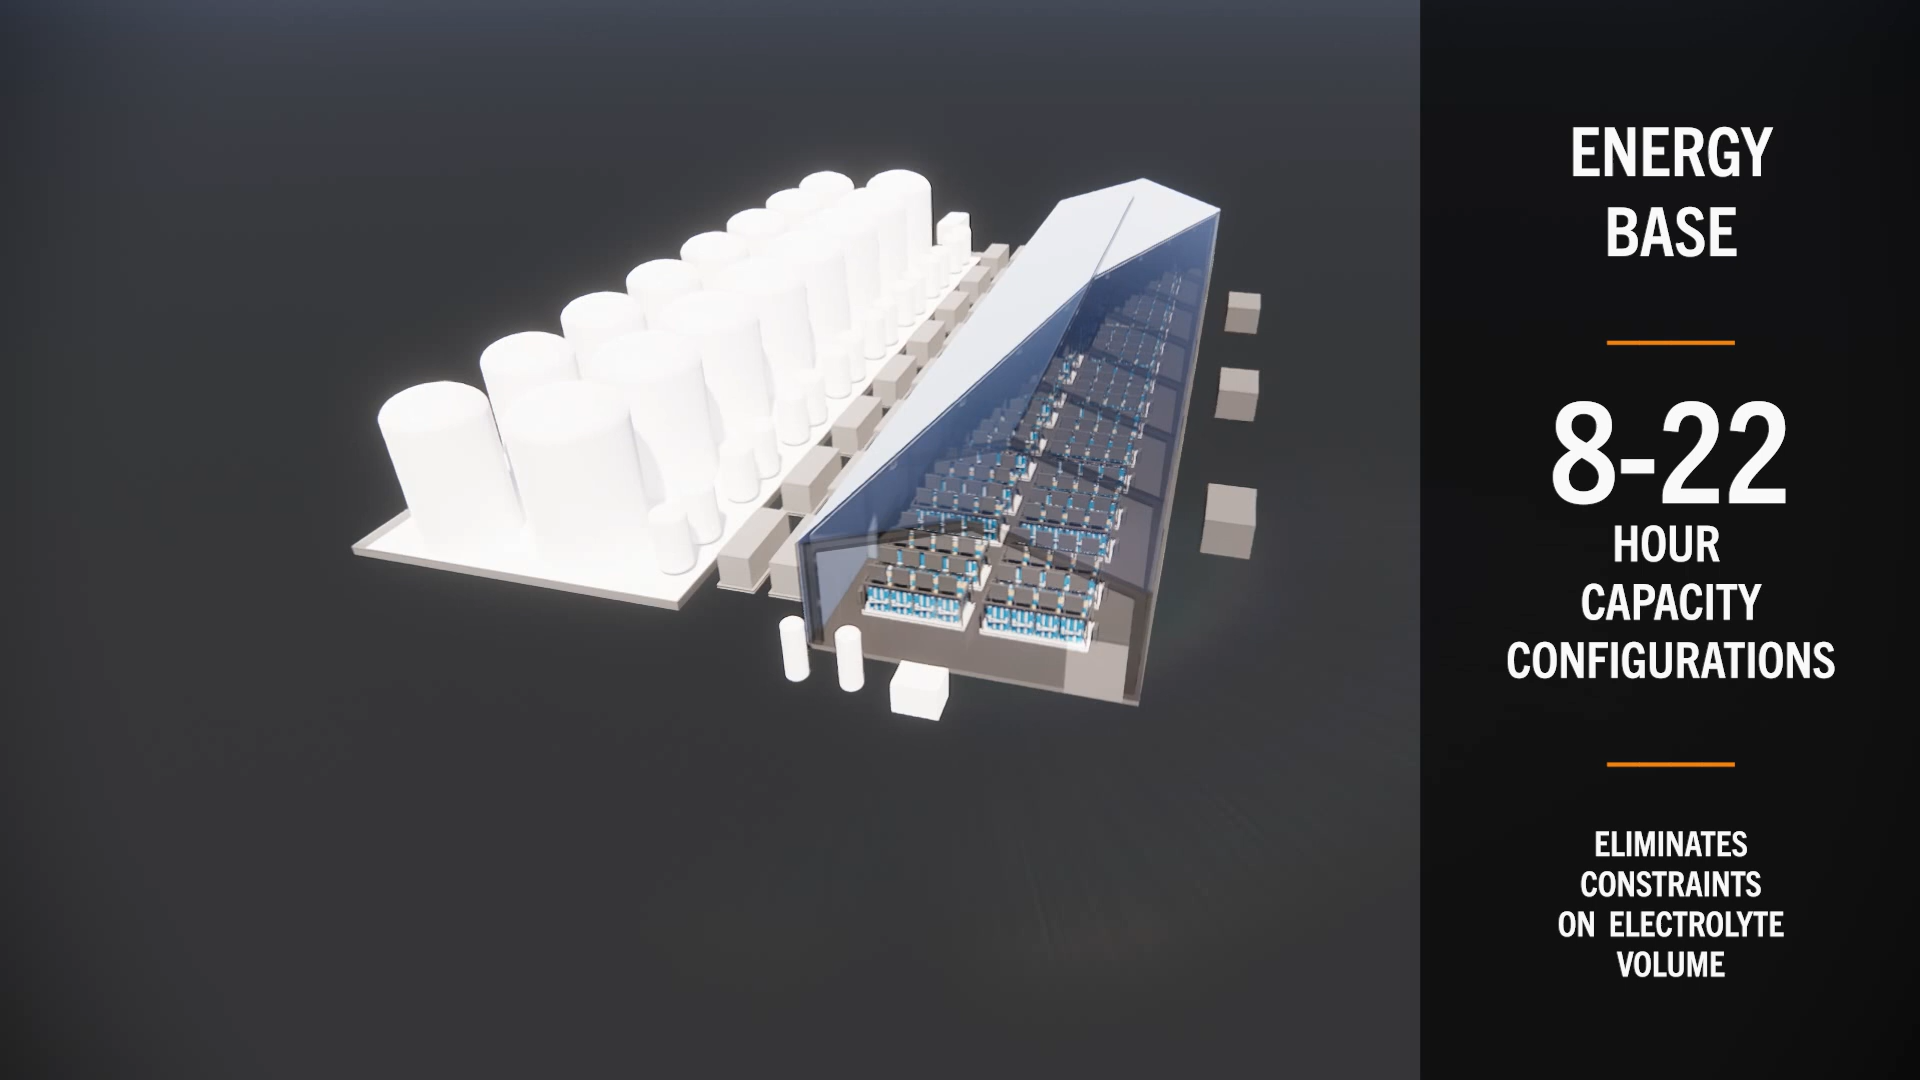 ENERGY
BASE
8-22
HOUR
CAPACITY
CONFIGURATIONS
ELIMINATES
CONSTRAINTS
ON ELECTROLYTE
VOLUME